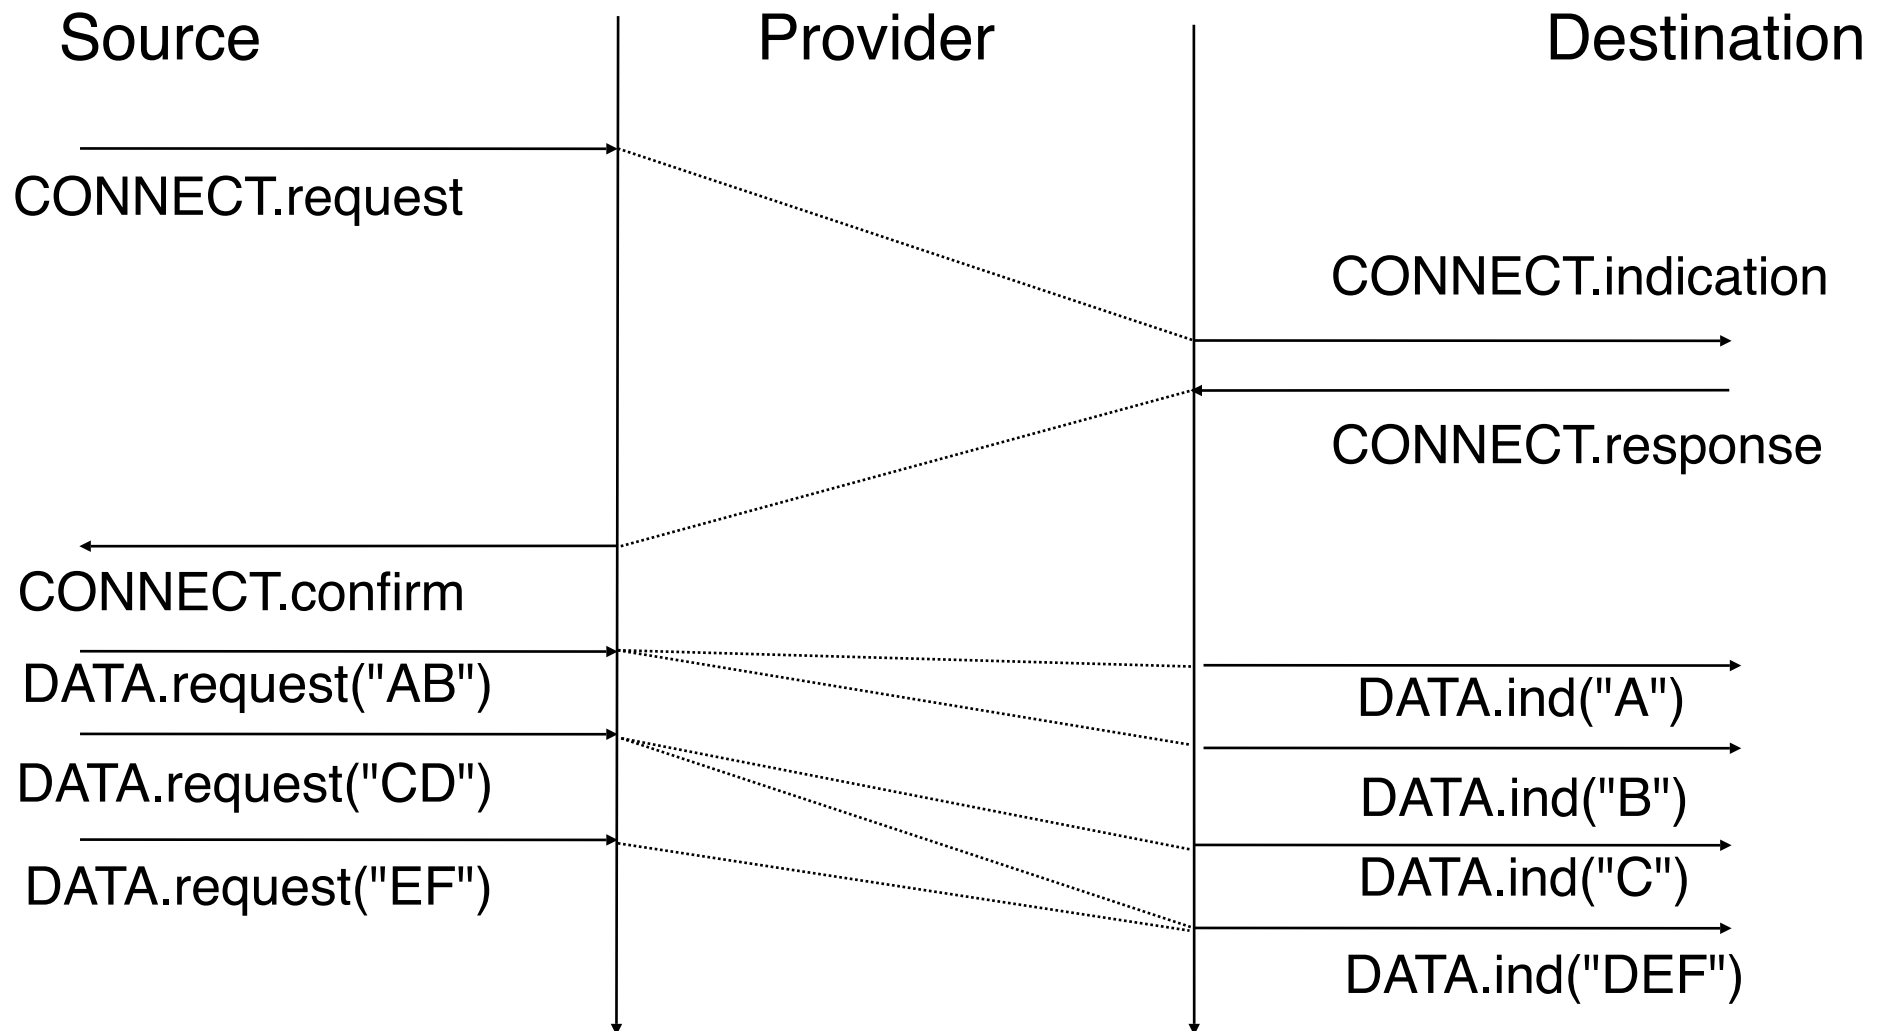 Source
Provider
Destination
CONNECT.request
CONNECT.indication
CONNECT.response
CONNECT.confirm
DATA.request("AB")
DATA.ind("A")
DATA.request("CD")
DATA.ind("B")
DATA.request("EF")
DATA.ind("C")
DATA.ind("DEF")